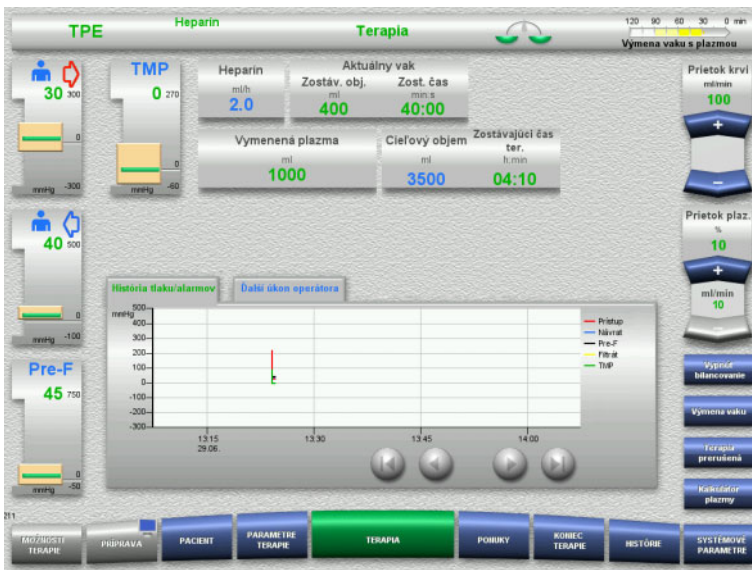 TPE
Heparín
Terapia
120 90 60 30 0 min
Výmena vaku s plazmou
30 300
0
mmHg -300
TMP
0 270
0
mmHg -60
Heparín
ml/h
2.0
Aktuálny vak
Zostáv. obj. Zost. čas
ml min:s
400 40:00
Vymenená plazma
ml
1000
Cieľový objem
ml
3500
Zostávajúci čas
ter.
h:min
04:10
Prietok krvi
ml/min
100
+
–
40 500
0
mmHg -100
Prietok plaz.
%
10
+
ml/min
10
–
História tlaku/alarmov
Ďalší úkon operátora
mmHg
500
400
300
200
100
0
-100
-200
-300
13:15 13:30 13:45 14:00
29.06.
Prístup
Návrat
Pre-F
Filtrát
TMP
Pre-F
45 750
0
mmHg -50
Vypnúť
bilancovanie
Výmena vaku
Terapia
prerušená
Kalkulátor
plazmy
211
MOŽNOSTI
TERAPIE
PRÍPRAVA
PACIENT
PARAMETRE
TERAPIE
TERAPIA
PONUKY
KONIEC
TERAPIE
HISTÓRIE
SYSTÉMOVÉ
PARAMETRE